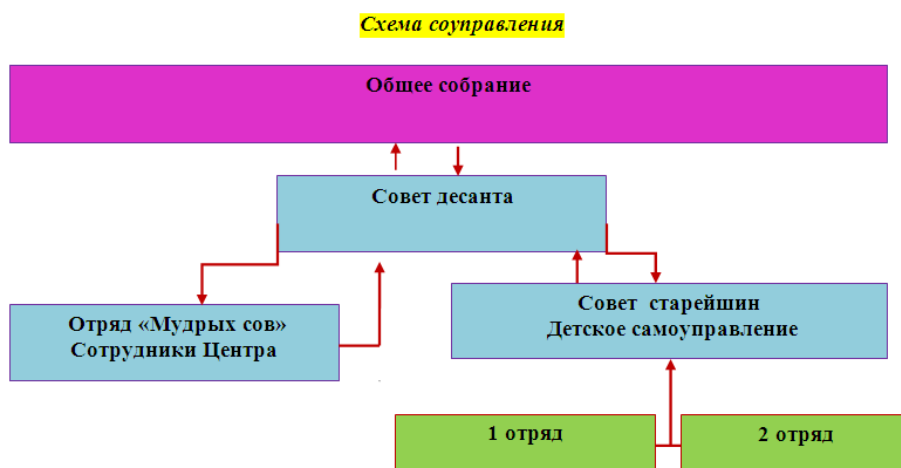 Схема соуправления
Общее собрание
Совет десанта
Отряд «Мудрых сов»
Сотрудники Центра
Совет старейшин
Детское самоуправление
1 отряд
2 отряд